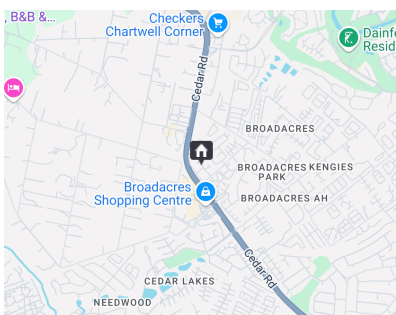 , B&B &...
Checkers
Chartwell Corner
Dainfe
Resid
Cedar Rd
BROADACRES
BROADACRES KENGIES
PARK
Broadacres
Shopping Centre
BROADACRES AH
Cedar Rd
CEDAR LAKES
NEEDWOOD